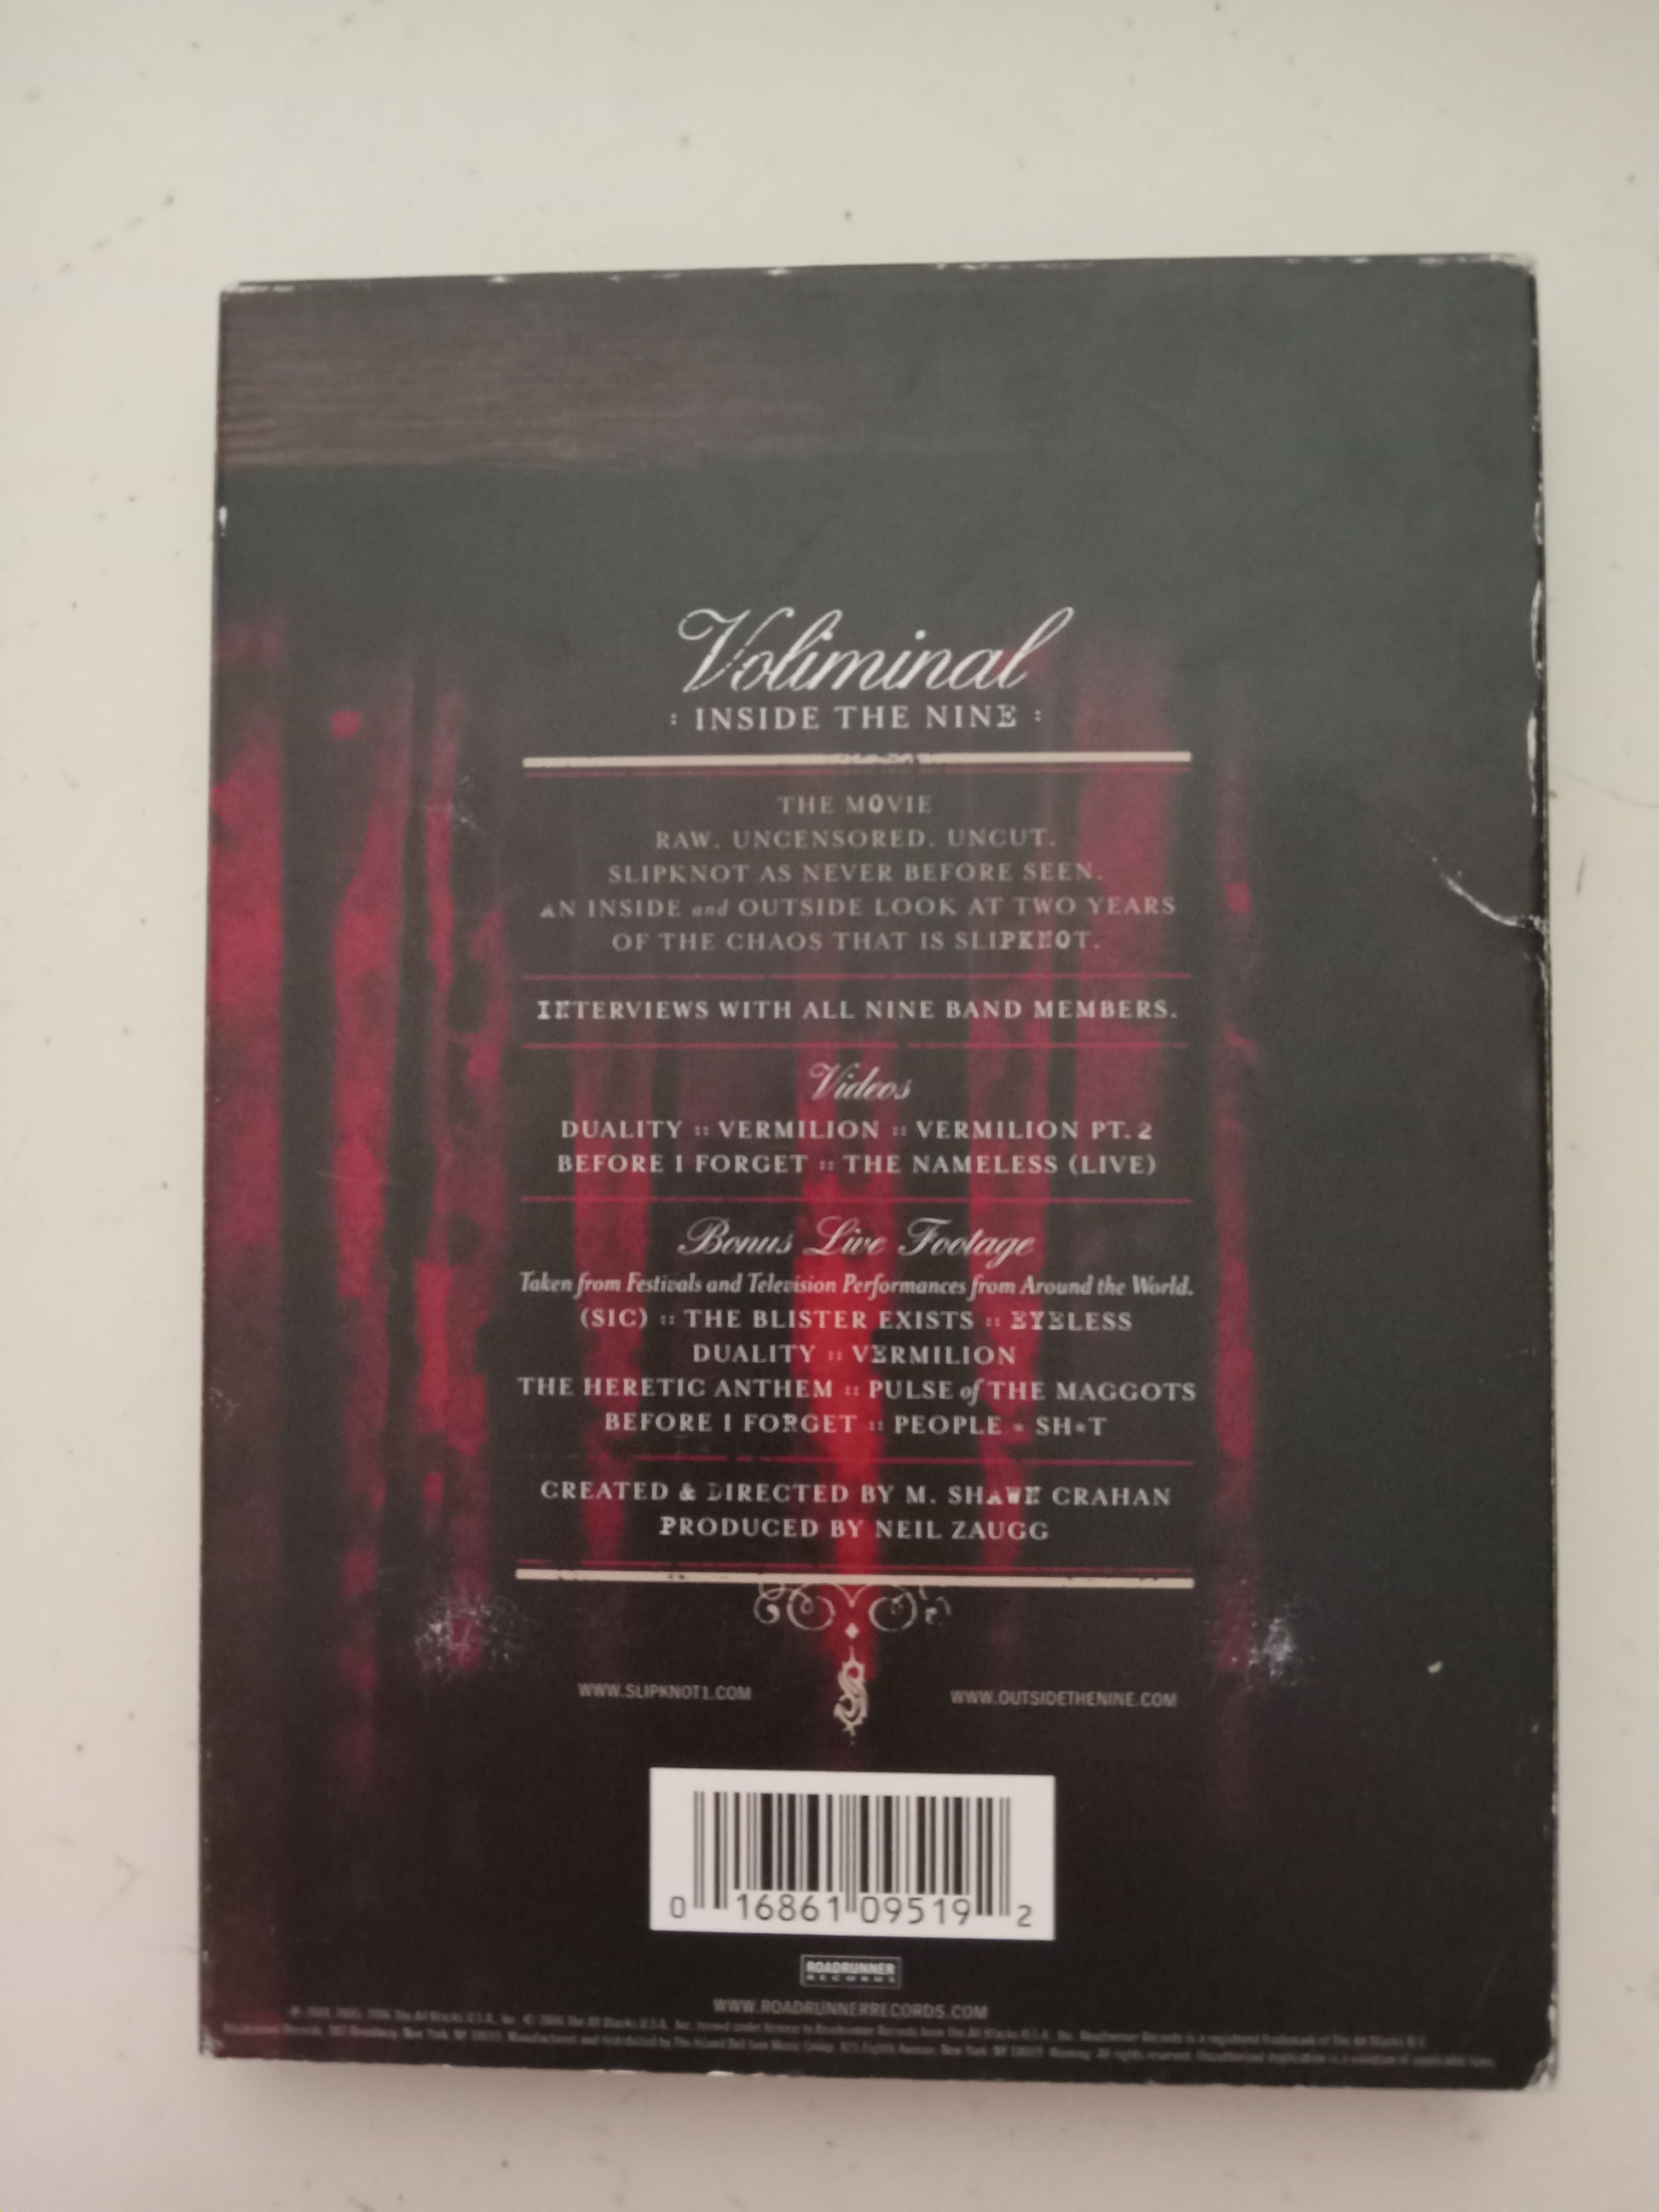 Voliminal
: INSIDE THE NINE :
THE MOVIE
RAW. UNCENSORED. UNCUT.
SLIPKNOT AS NEVER BEFORE SEEN.
AN INSIDE and OUTSIDE LOOK AT TWO YEARS
OF THE CHAOS THAT IS SLIPKNOT.
INTERVIEWS WITH ALL NINE BAND MEMBERS.
Videos
DUALITY :: VERMILION :: VERMILION PT. 2
BEFORE I FORGET :: THE NAMELESS (LIVE)
Bonus Live Footage
Taken from Festivals and Television Performances from Around the World.
(SIC) :: THE BLISTER EXISTS :: EYELESS
DUALITY :: VERMILION
THE HERETIC ANTHEM :: PULSE of THE MAGGOTS
BEFORE I FORGET :: PEOPLE = SH*T
CREATED & DIRECTED BY M. SHAWN CRAHAN
PRODUCED BY NEIL ZAUGG
WWW.SLIPKNOT1.COM
WWW.OUTSIDETHENINE.COM
0 16861 09519 2
ROADRUNNER
RECORDS
WWW.ROADRUNNERRECORDS.COM